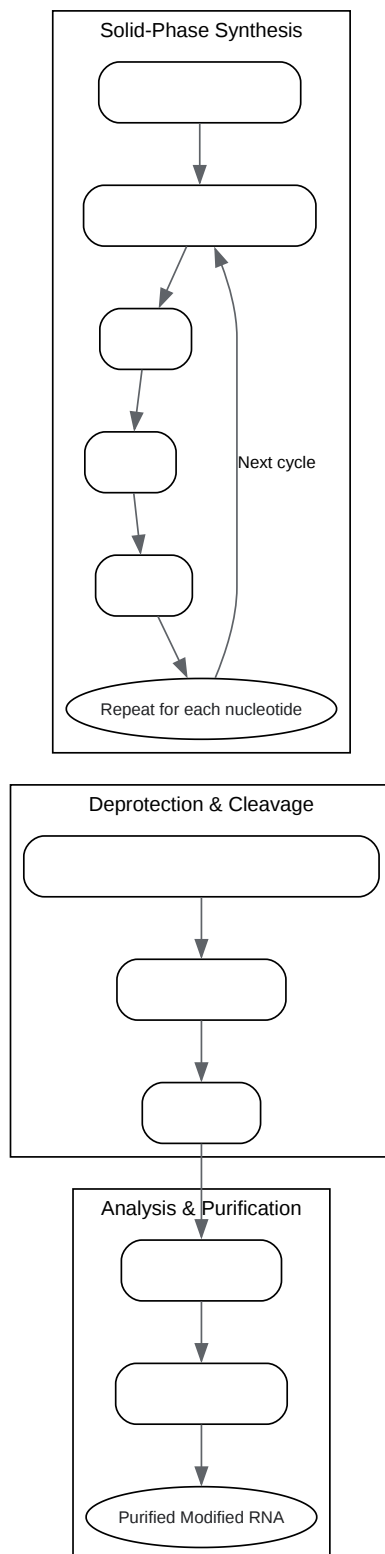 Solid-Phase Synthesis
Next cycle
Repeat for each nucleotide
Deprotection & Cleavage
Analysis & Purification
Purified Modified RNA